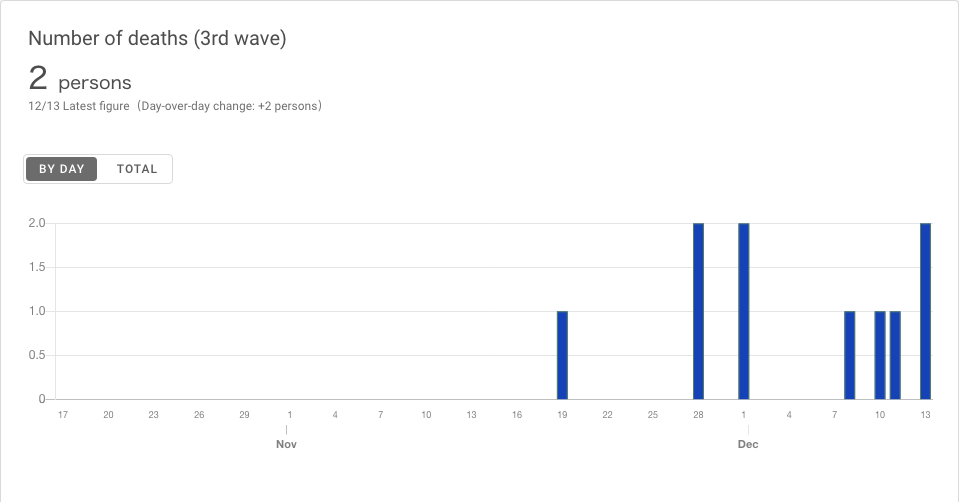 Number of deaths (3rd wave)
2 persons
12/13 Latest figure (Day-over-day change: +2 persons)
BY DAY TOTAL
2.0
1.5
1.0
0.5
0
17 20 23 26 29 1 4 7 10 13 16 19 22 25 28 1 4 7 10 13
Nov Dec